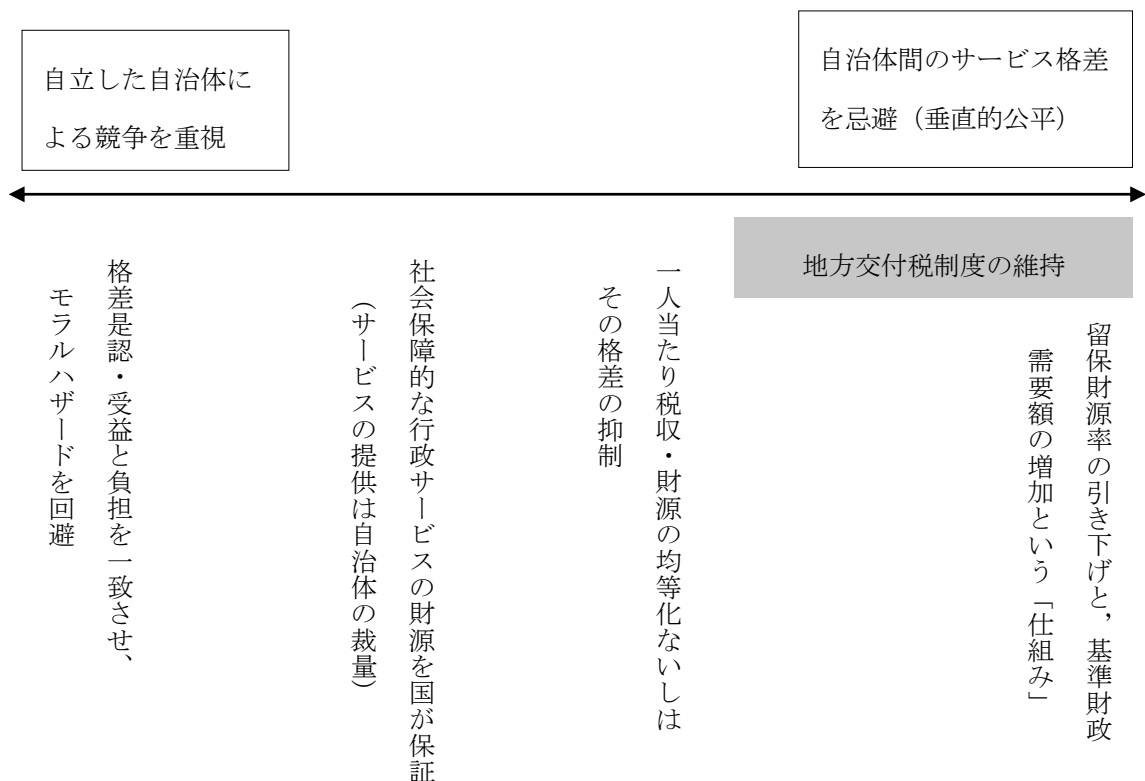 自立した自治体に
よる競争を重視
自治体間のサービス格差
を忌避（垂直的公平）
地方交付税制度の維持
格差是認・受益と負担を一致させ、
モラルハザードを回避
社会保障的な行政サービスの財源を国が保証
（サービスの提供は自治体の裁量）
一人当たり税収・財源の均等化ないしは
その格差の抑制
留保財源率の引き下げと，基準財政
需要額の増加という「仕組み」